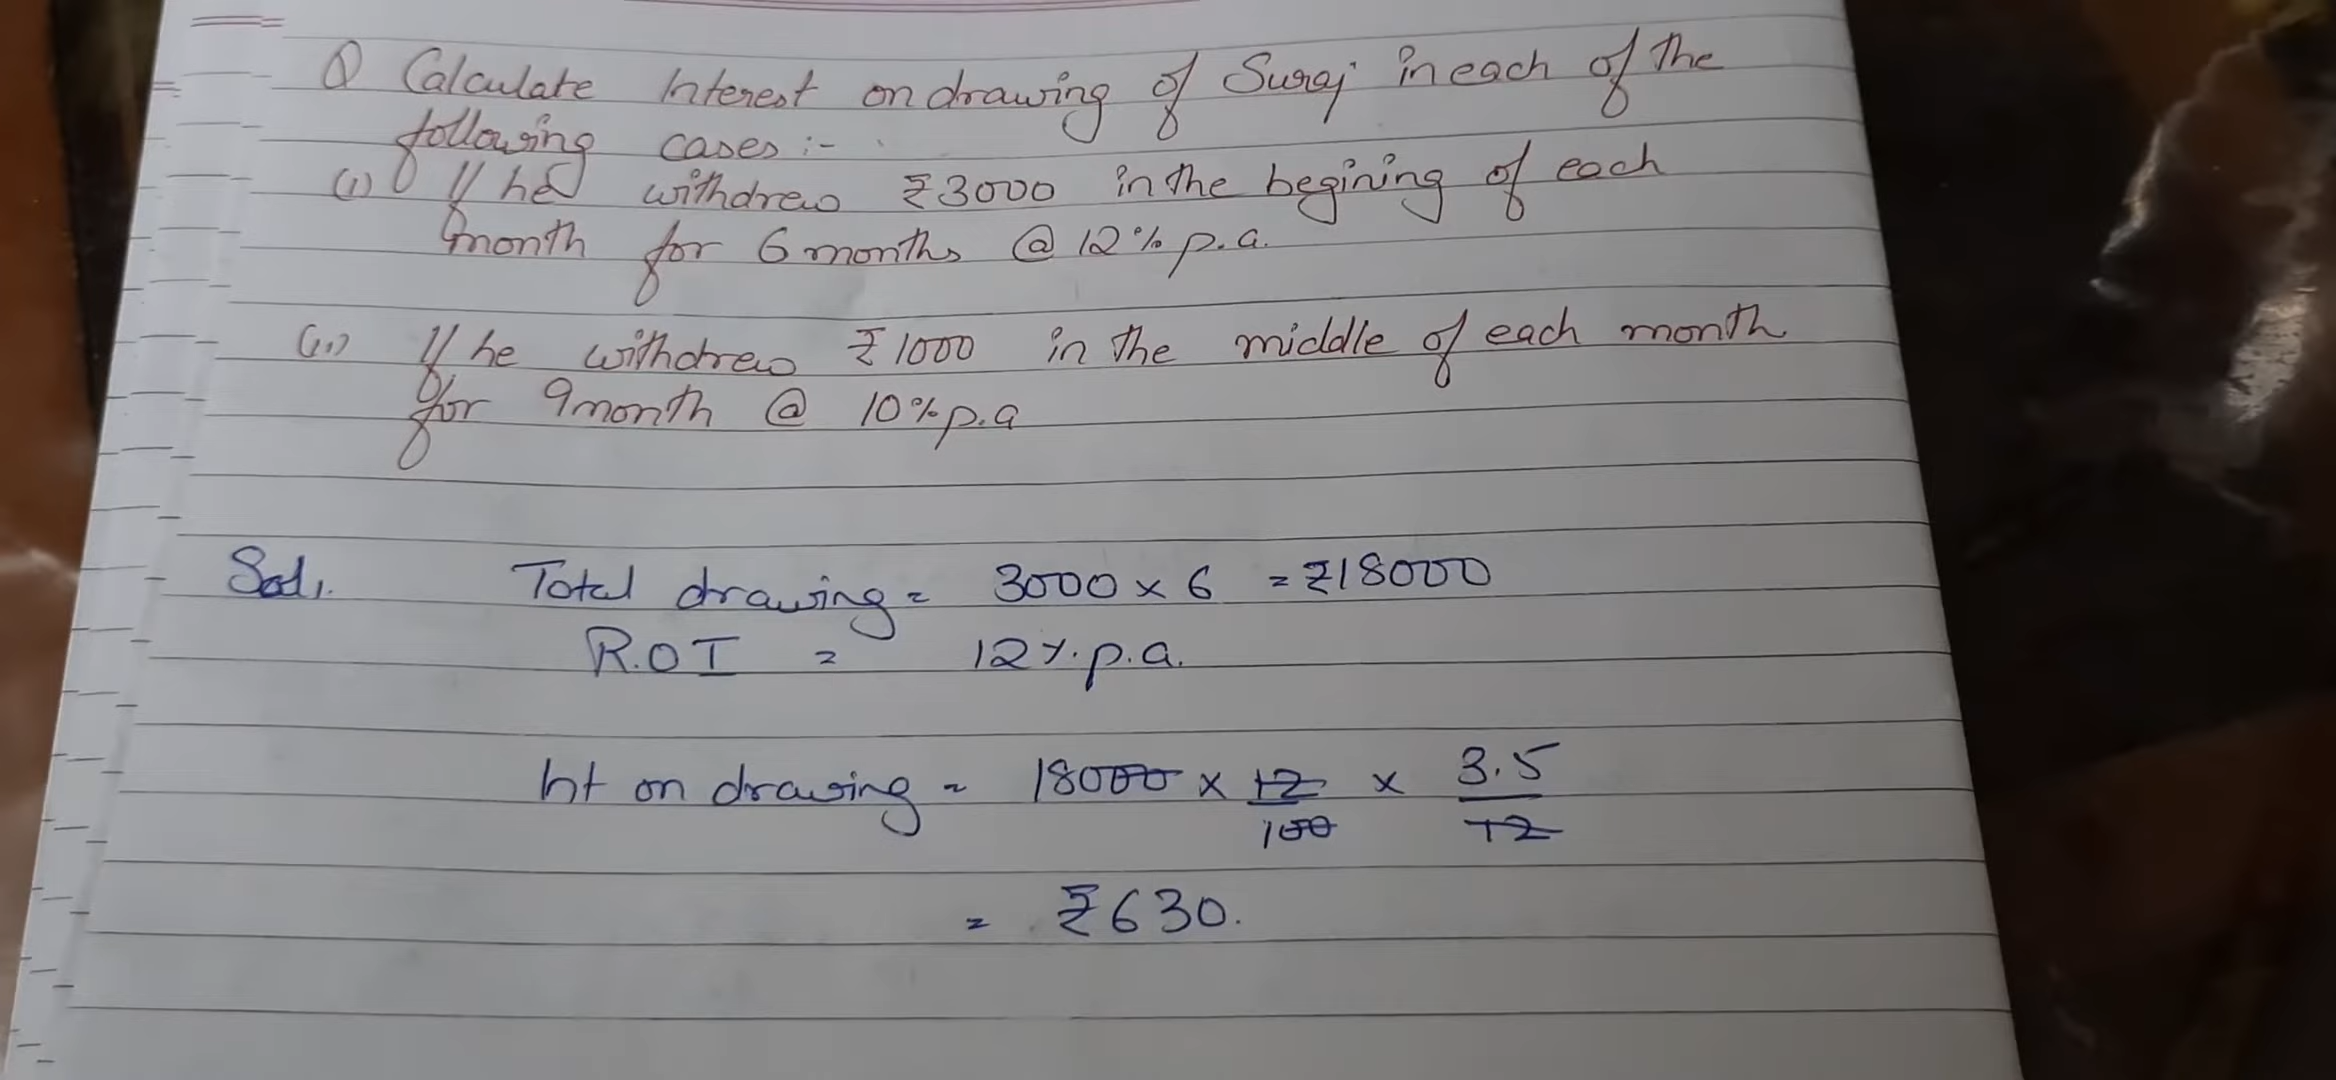 Q Calculate Interest on drawing of Suraj in each of the
following cases :-
(i) If he withdrew ₹3000 in the begining of each
month for 6 months @ 12% p.a.
(ii) If he withdrew ₹1000 in the middle of each month
for 9month @ 10% p.a
Sol. Total drawing = 3000 × 6 = ₹18000
R.O.I = 12%. p.a.
Int on drawing = 18000 × 12/100 × 3.5/12
= ₹630.